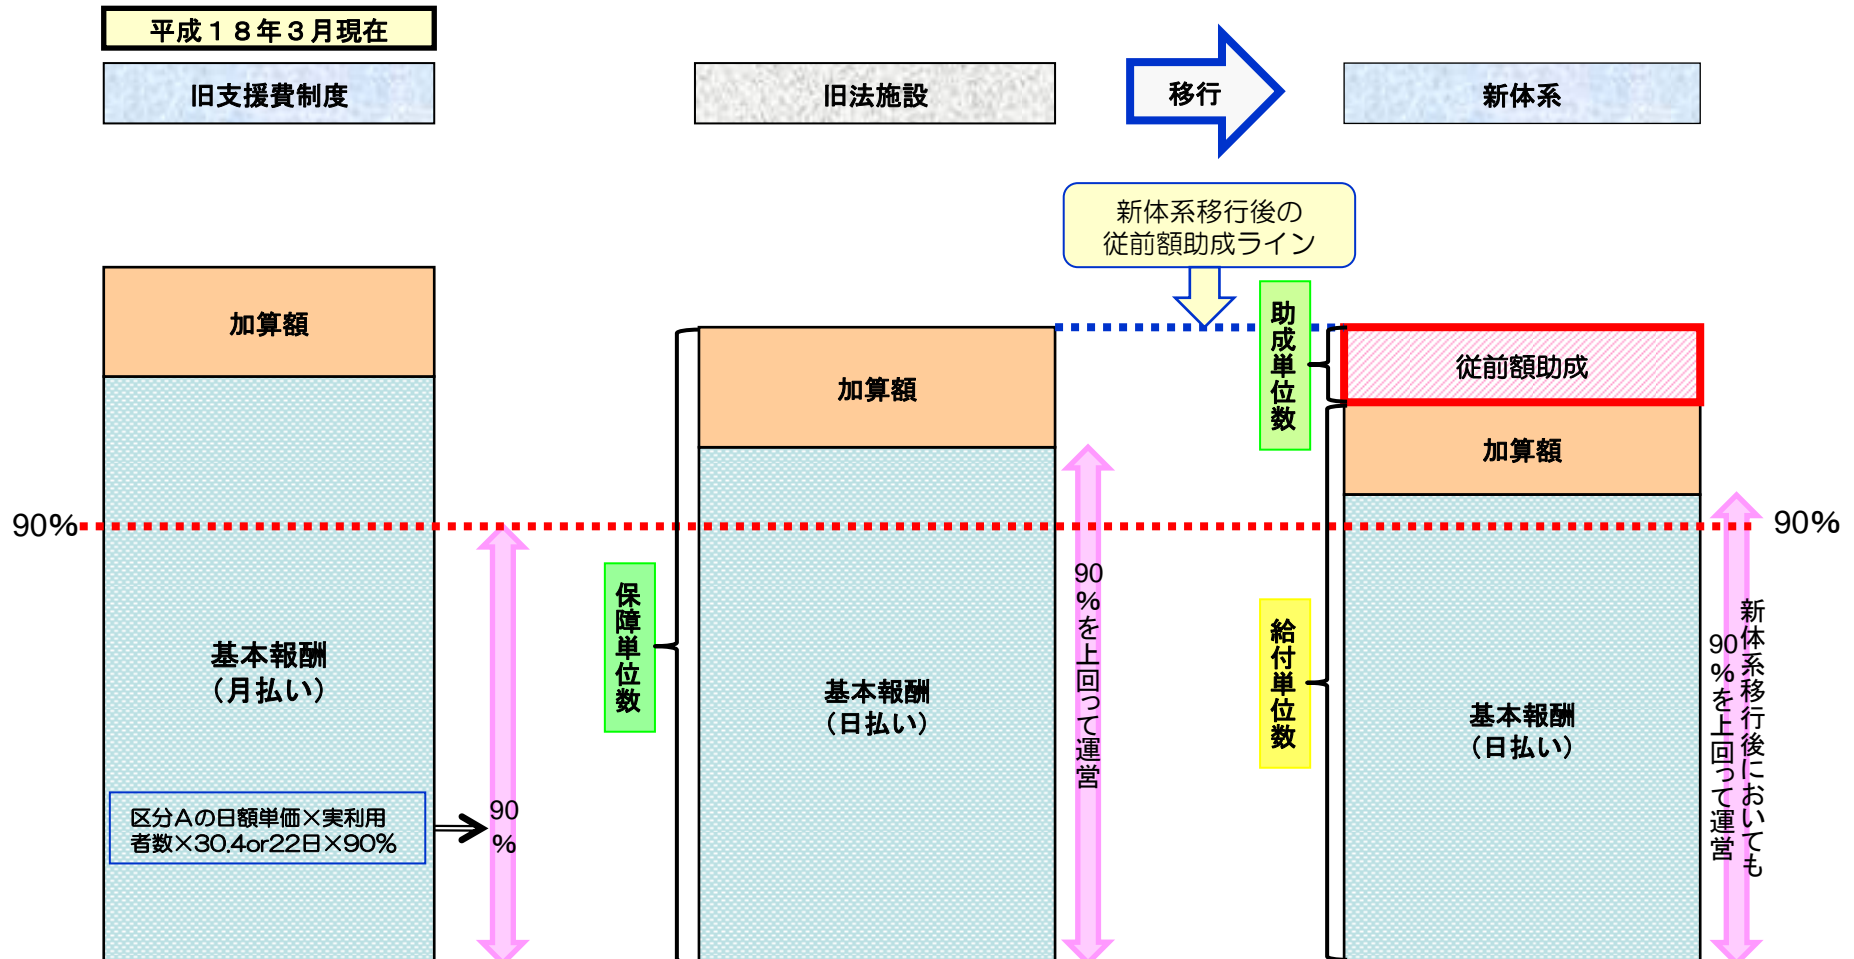 平成１８年３月現在
旧支援費制度
旧法施設
移行
新体系
新体系移行後の
従前額助成ライン
加算額
加算額
助成単位数
従前額助成
加算額
90%
90%
基本報酬
（月払い）
区分Ａの日額単価×実利用
者数×30.4or22日×90%
90%
保障単位数
基本報酬
（日払い）
90%を上回って運営
給付単位数
基本報酬
（日払い）
新体系移行後においても
90%を上回って運営